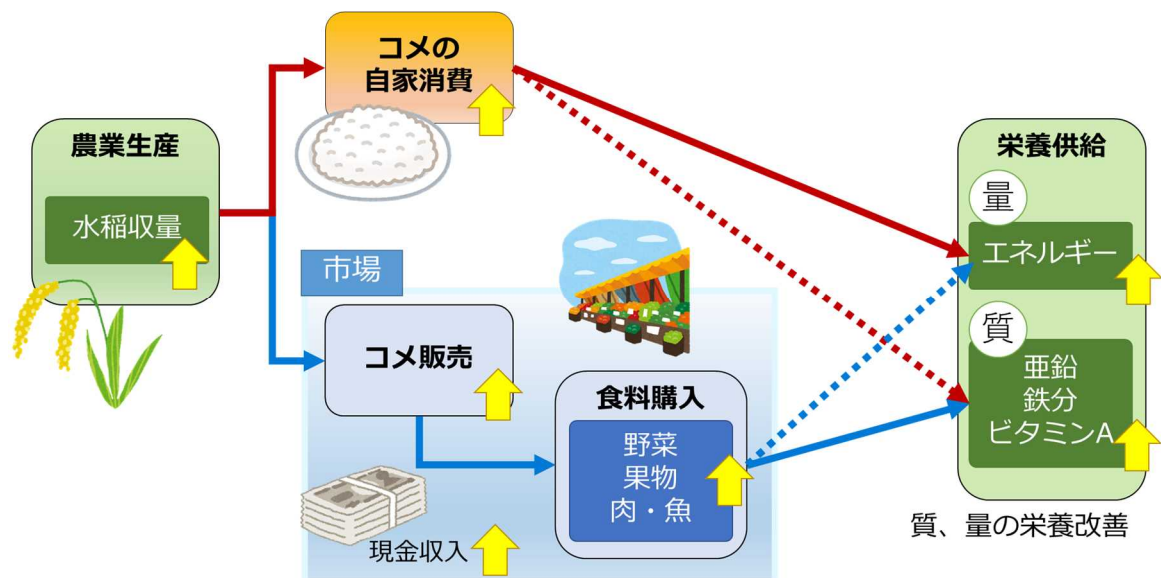 農業生産
水稲収量
コメの
自家消費
市場
コメ販売
現金収入
食料購入
野菜
果物
肉・魚
栄養供給
量
エネルギー
質
亜鉛
鉄分
ビタミンA
質、量の栄養改善